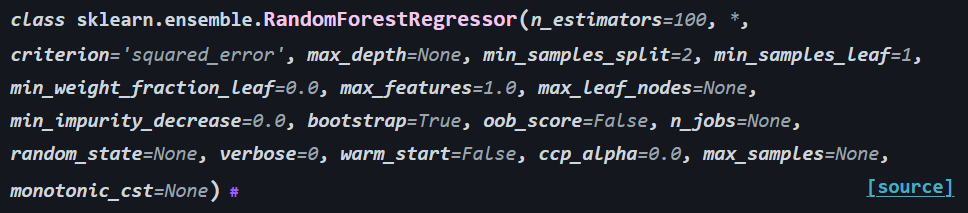 class sklearn.ensemble.RandomForestRegressor(n_estimators=100, *,
criterion='squared_error', max_depth=None, min_samples_split=2, min_samples_leaf=1,
min_weight_fraction_leaf=0.0, max_features=1.0, max_leaf_nodes=None,
min_impurity_decrease=0.0, bootstrap=True, oob_score=False, n_jobs=None,
random_state=None, verbose=0, warm_start=False, ccp_alpha=0.0, max_samples=None,
monotonic_cst=None) # [source]